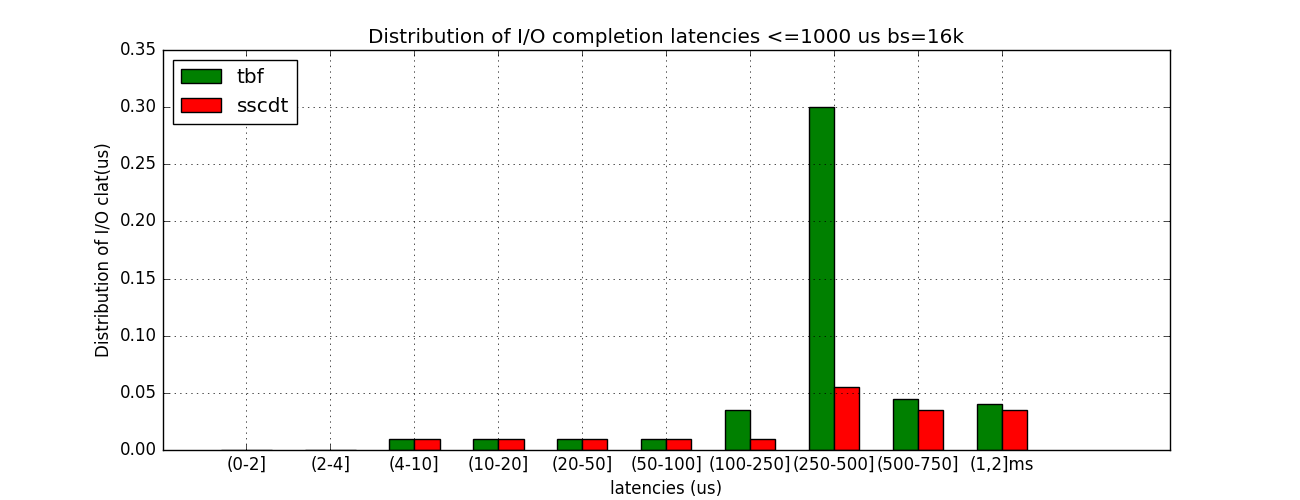 Distribution of I/O completion latencies <=1000 us bs=16k
tbf
sscdt
Distribution of I/O clat(us)
0.35
0.30
0.25
0.20
0.15
0.10
0.05
0.00
(0-2] (2-4] (4-10] (10-20] (20-50] (50-100] (100-250] (250-500] (500-750] (1,2]ms
latencies (us)